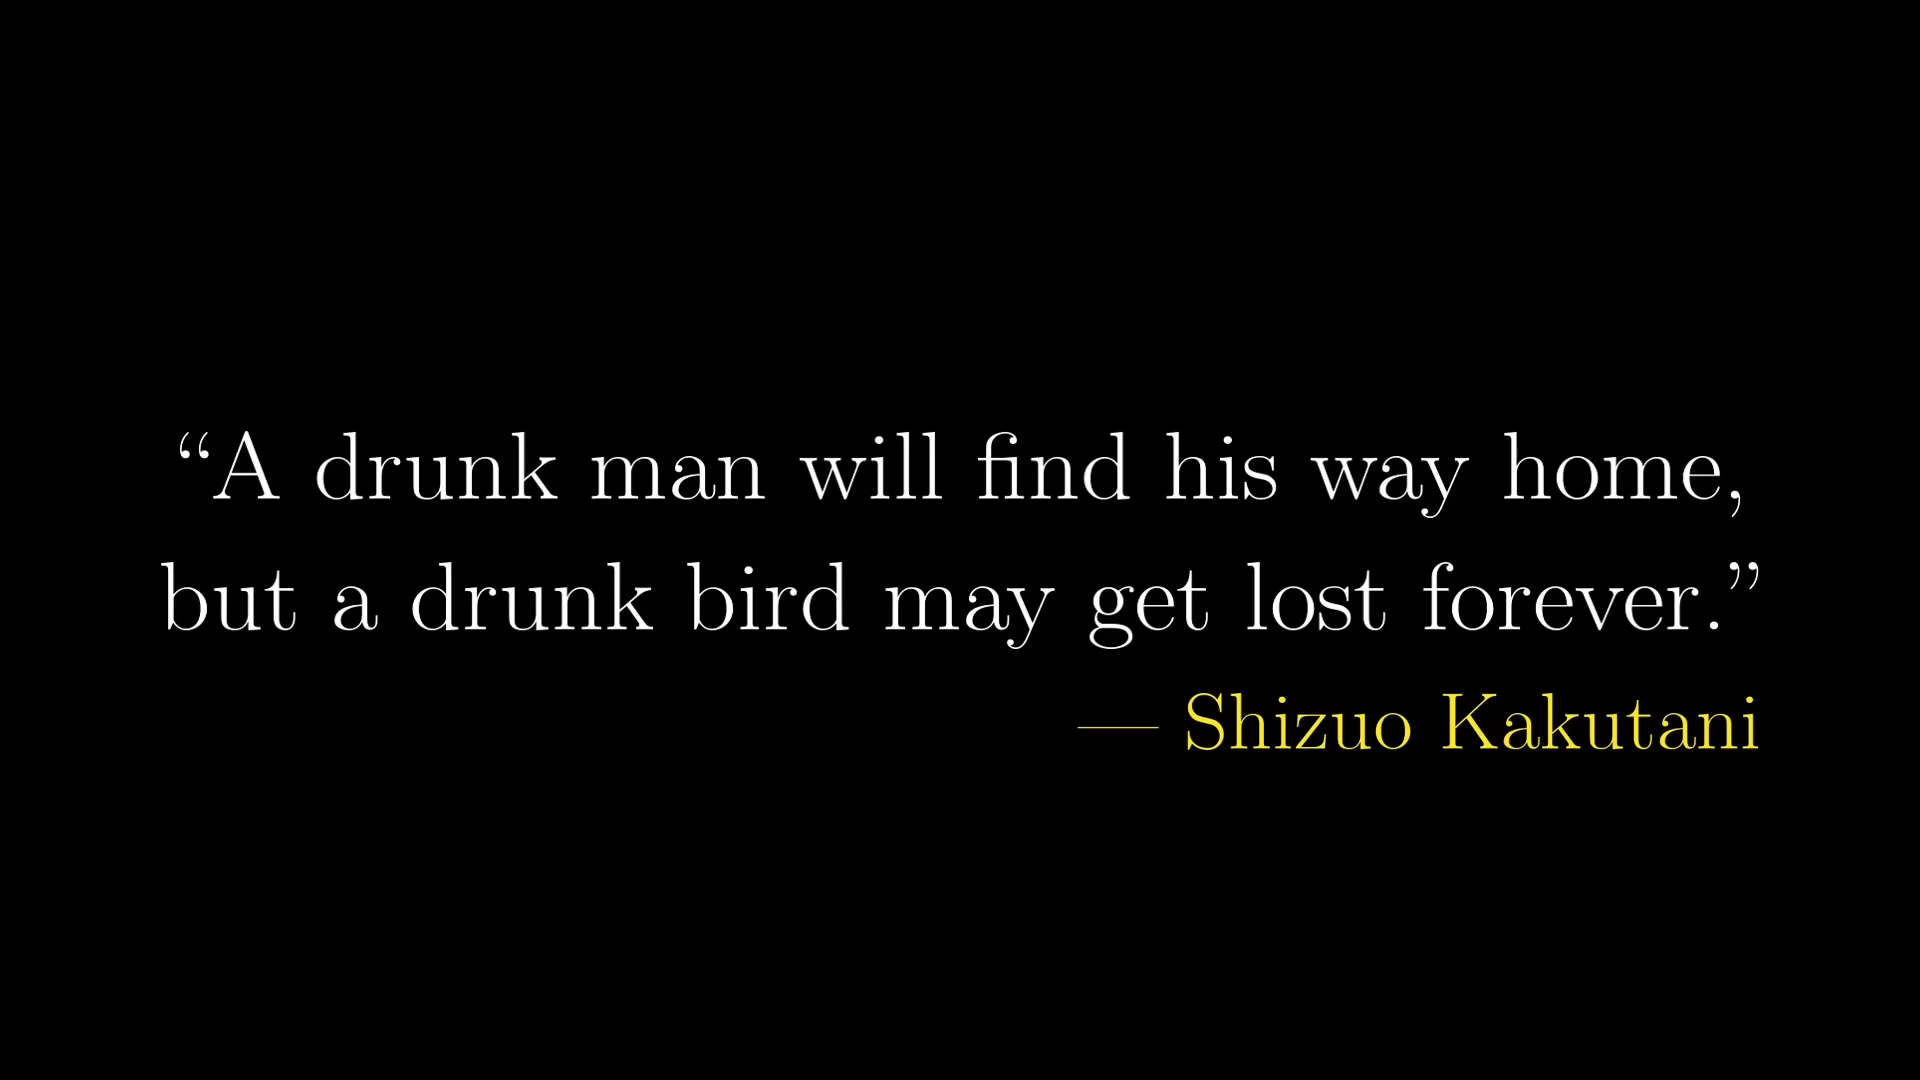 “A drunk man will find his way home,
but a drunk bird may get lost forever.”
— Shizuo Kakutani